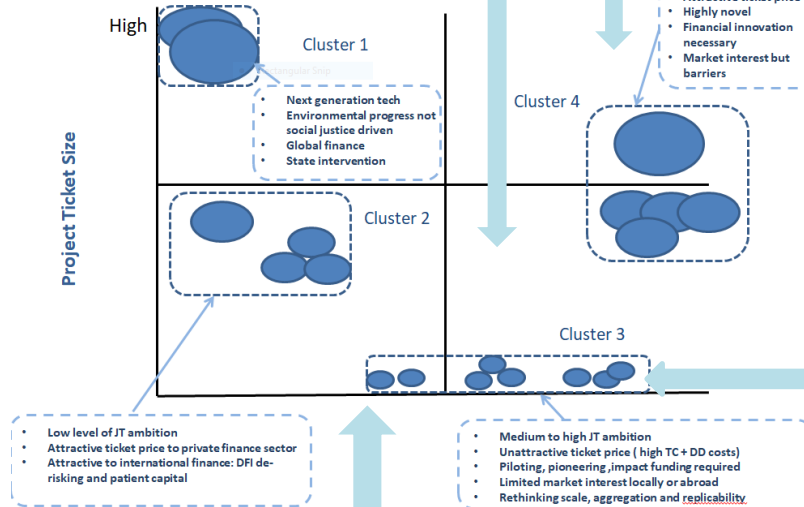 High
Cluster 1
Highly novel
Financial innovation
necessary
Market interest but
barriers
Next generation tech
Environmental progress not
social justice driven
Global finance
State intervention
Cluster 4
Project Ticket Size
Cluster 2
Cluster 3
Low level of JT ambition
Attractive ticket price to private finance sector
Attractive to international finance: DFI de-
risking and patient capital
Medium to high JT ambition
Unattractive ticket price ( high TC + DD costs)
Piloting, pioneering ,impact funding required
Limited market interest locally or abroad
Rethinking scale, aggregation and replicability